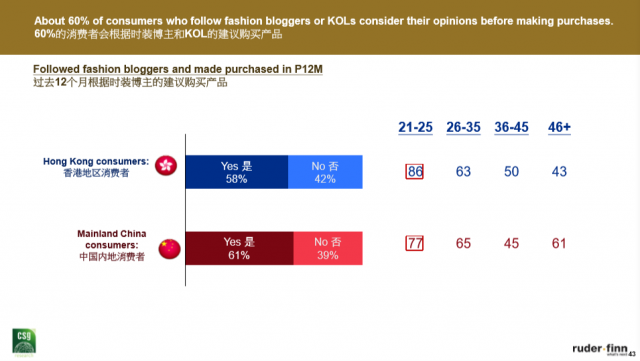 About 60% of consumers who follow fashion bloggers or KOLs consider their opinions before making purchases.
60%的消费者会根据时装博主和KOL的建议购买产品
Followed fashion bloggers and made purchased in P12M
过去12个月根据时装博主的建议购买产品
21-25 26-35 36-45 46+
Hong Kong consumers:
香港地区消费者
Yes 是
58%
No 否
42%
86 63 50 43
Mainland China
consumers:
中国内地消费者
Yes 是
61%
No 否
39%
77 65 45 61
csg
ruder·finn
43